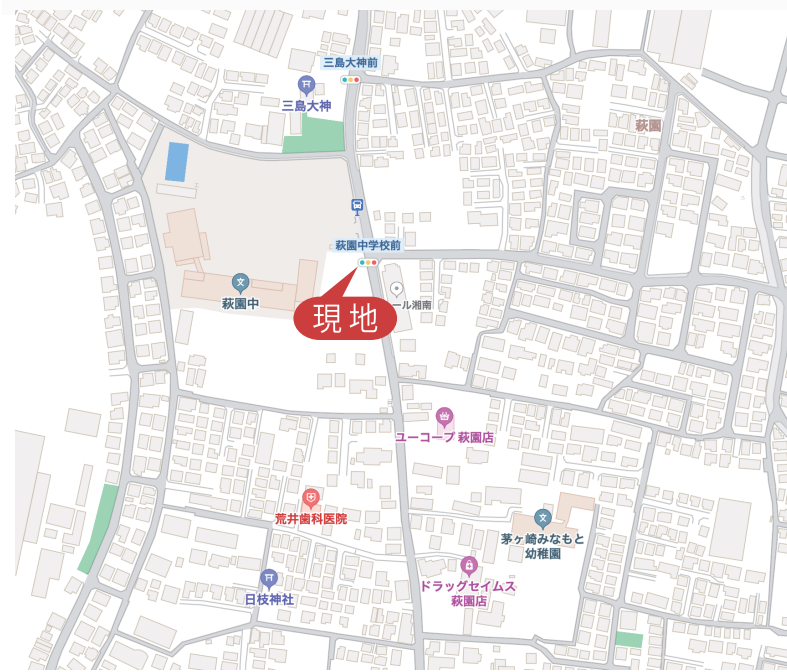 三島大神前
三島大神
萩園
萩園中学校前
萩園中
ール湘南
現地
ユーコープ 萩園店
荒井歯科医院
茅ヶ崎みなもと
幼稚園
ドラッグセイムス
萩園店
日枝神社